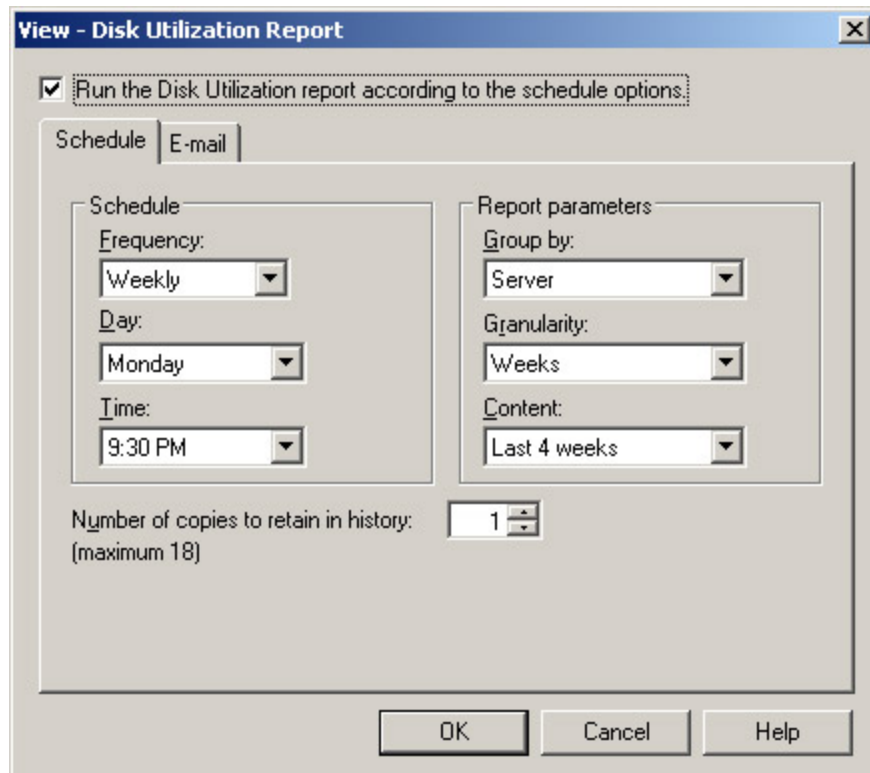 View - Disk Utilization Report
Run the Disk Utilization report according to the schedule options.
Schedule
E-mail
Schedule
Frequency:
Weekly
Day:
Monday
Time:
9:30 PM
Report parameters
Group by:
Server
Granularity:
Weeks
Content:
Last 4 weeks
Number of copies to retain in history:
1
(maximum 18)
OK
Cancel
Help